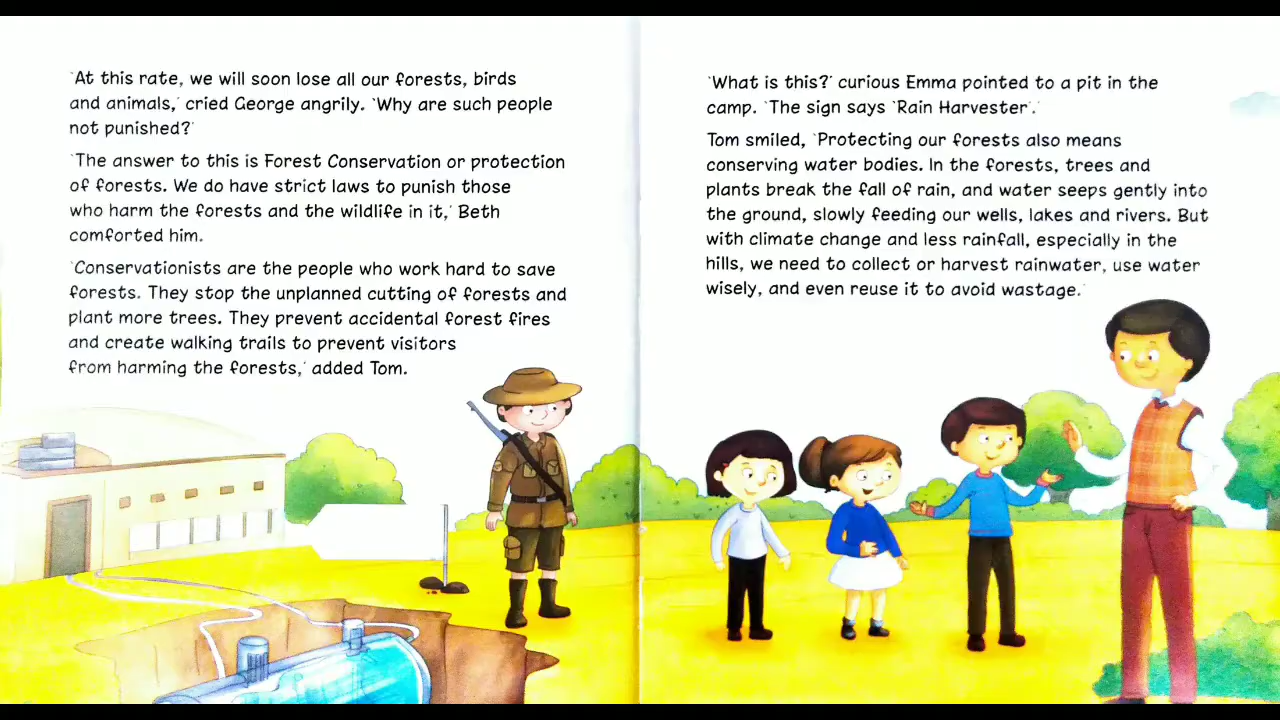 ‘At this rate, we will soon lose all our forests, birds
and animals,’ cried George angrily. ‘Why are such people
not punished?’
‘The answer to this is Forest Conservation or protection
of forests. We do have strict laws to punish those
who harm the forests and the wildlife in it,’ Beth
comforted him.
‘Conservationists are the people who work hard to save
forests. They stop the unplanned cutting of forests and
plant more trees. They prevent accidental forest fires
and create walking trails to prevent visitors
from harming the forests,’ added Tom.
‘What is this?’ curious Emma pointed to a pit in the
camp. ‘The sign says ‘Rain Harvester’.’
Tom smiled, ‘Protecting our forests also means
conserving water bodies. In the forests, trees and
plants break the fall of rain, and water seeps gently into
the ground, slowly feeding our wells, lakes and rivers. But
with climate change and less rainfall, especially in the
hills, we need to collect or harvest rainwater, use water
wisely, and even reuse it to avoid wastage.’